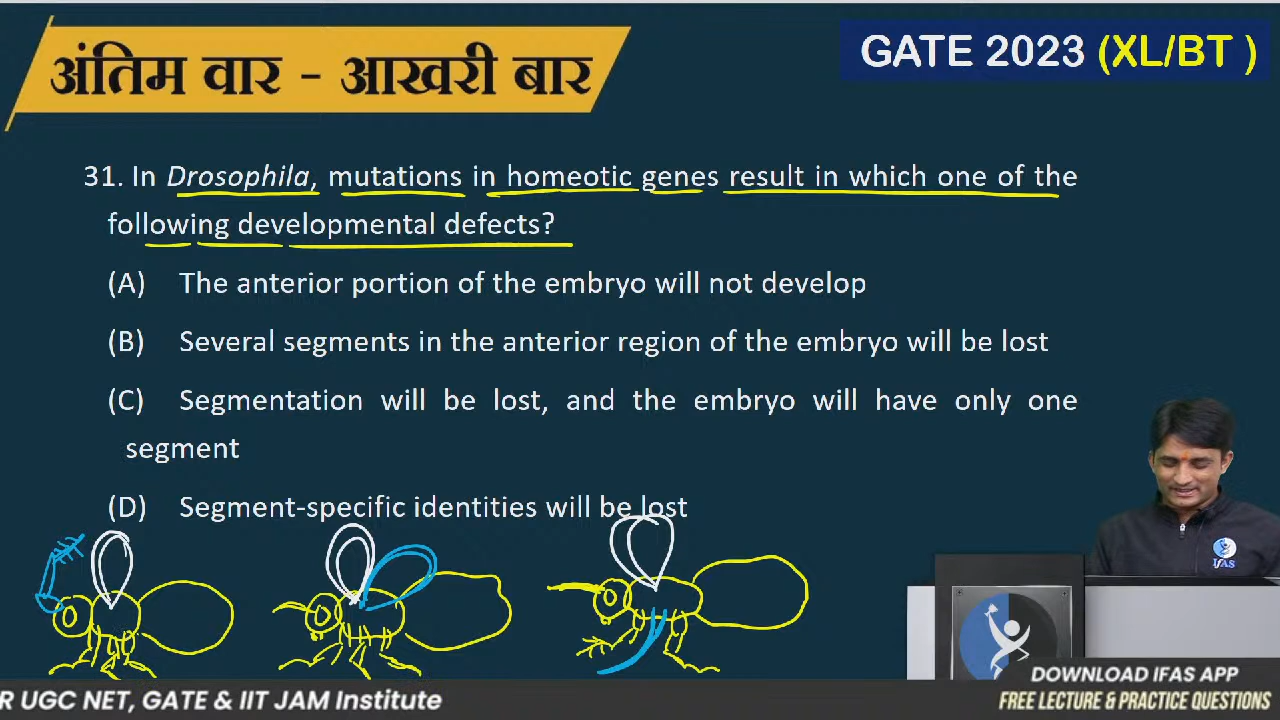 अंतिम वार - आखरी बार
GATE 2023 (XL/BT )
31. In Drosophila, mutations in homeotic genes result in which one of the
following developmental defects?
(A) The anterior portion of the embryo will not develop
(B) Several segments in the anterior region of the embryo will be lost
(C) Segmentation will be lost, and the embryo will have only one
segment
(D) Segment-specific identities will be lost
IFAS
DOWNLOAD IFAS APP
FREE LECTURE & PRACTICE QUESTIONS
R UGC NET, GATE & IIT JAM Institute